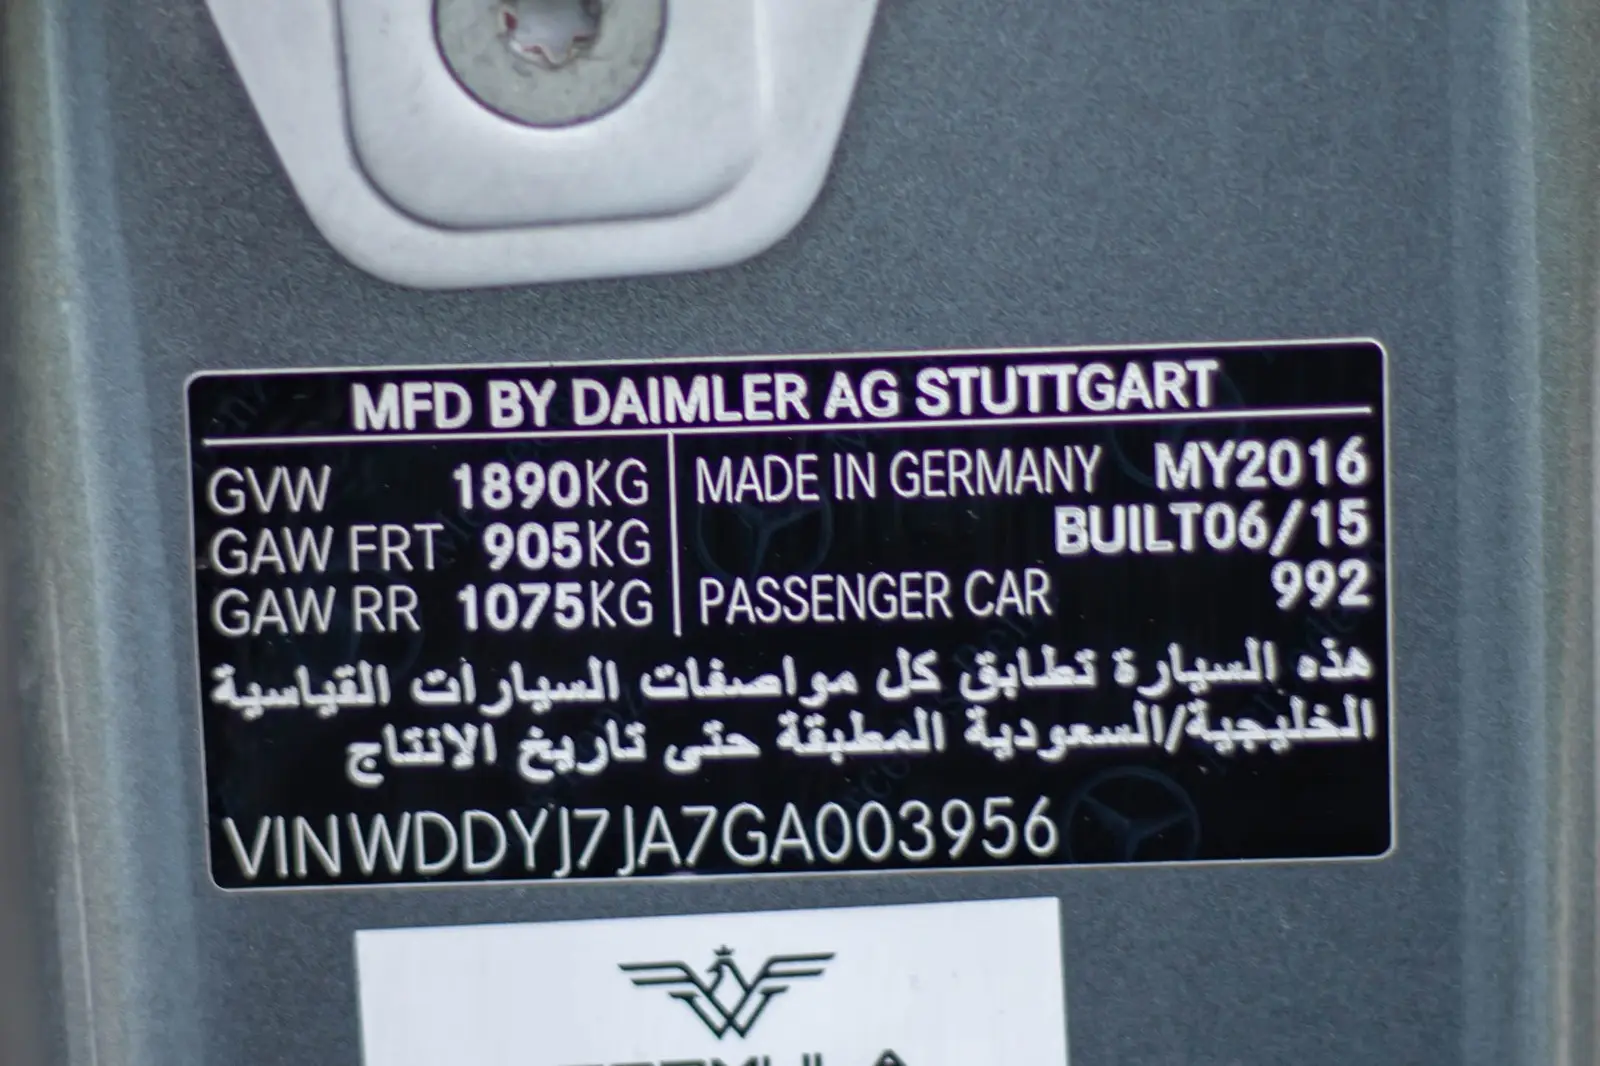 MFD BY DAIMLER AG STUTTGART
GVW 1890KG
GAW FRT 905KG
GAW RR 1075KG
MADE IN GERMANY MY2016
BUILT06/15
PASSENGER CAR 992
هذه السيارة تطابق كل مواصفات السيارات القياسية
الخليجية/السعودية المطبقة حتى تاريخ الانتاج
VINWDDYJ7JA7GA003956